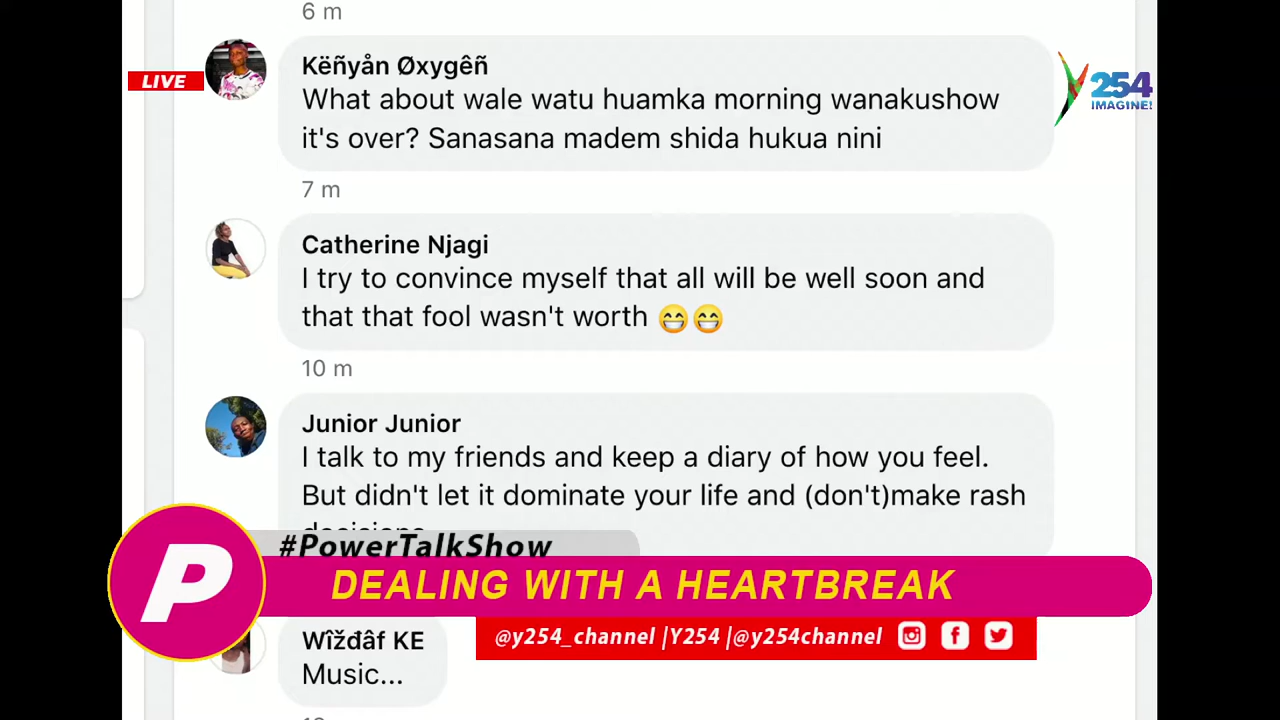 6 m
Këñyån Øxygêñ
What about wale watu huamka morning wanakushow
it's over? Sanasana madem shida hukua nini
7 m
LIVE
254
IMAGINE!
Catherine Njagi
I try to convince myself that all will be well soon and
that that fool wasn't worth 😁😁
10 m
Junior Junior
I talk to my friends and keep a diary of how you feel.
But didn't let it dominate your life and (don't)make rash
#PowerTalkShow
P
DEALING WITH A HEARTBREAK
@y254_channel |Y254 |@y254channel
Wîžđâf KE
Music...